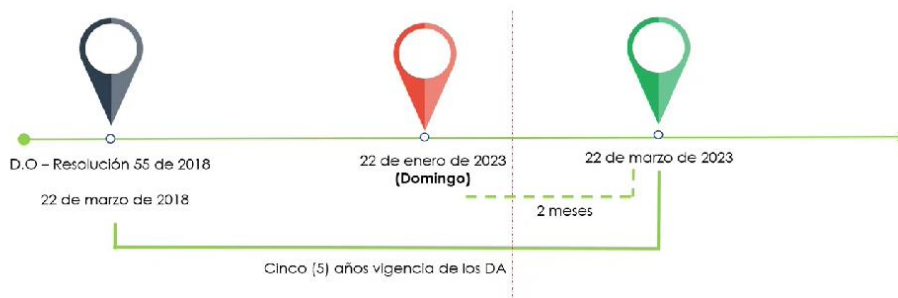 D.O – Resolución 55 de 2018
22 de marzo de 2018
22 de enero de 2023
(Domingo)
22 de marzo de 2023
2 meses
Cinco (5) años vigencia de los DA